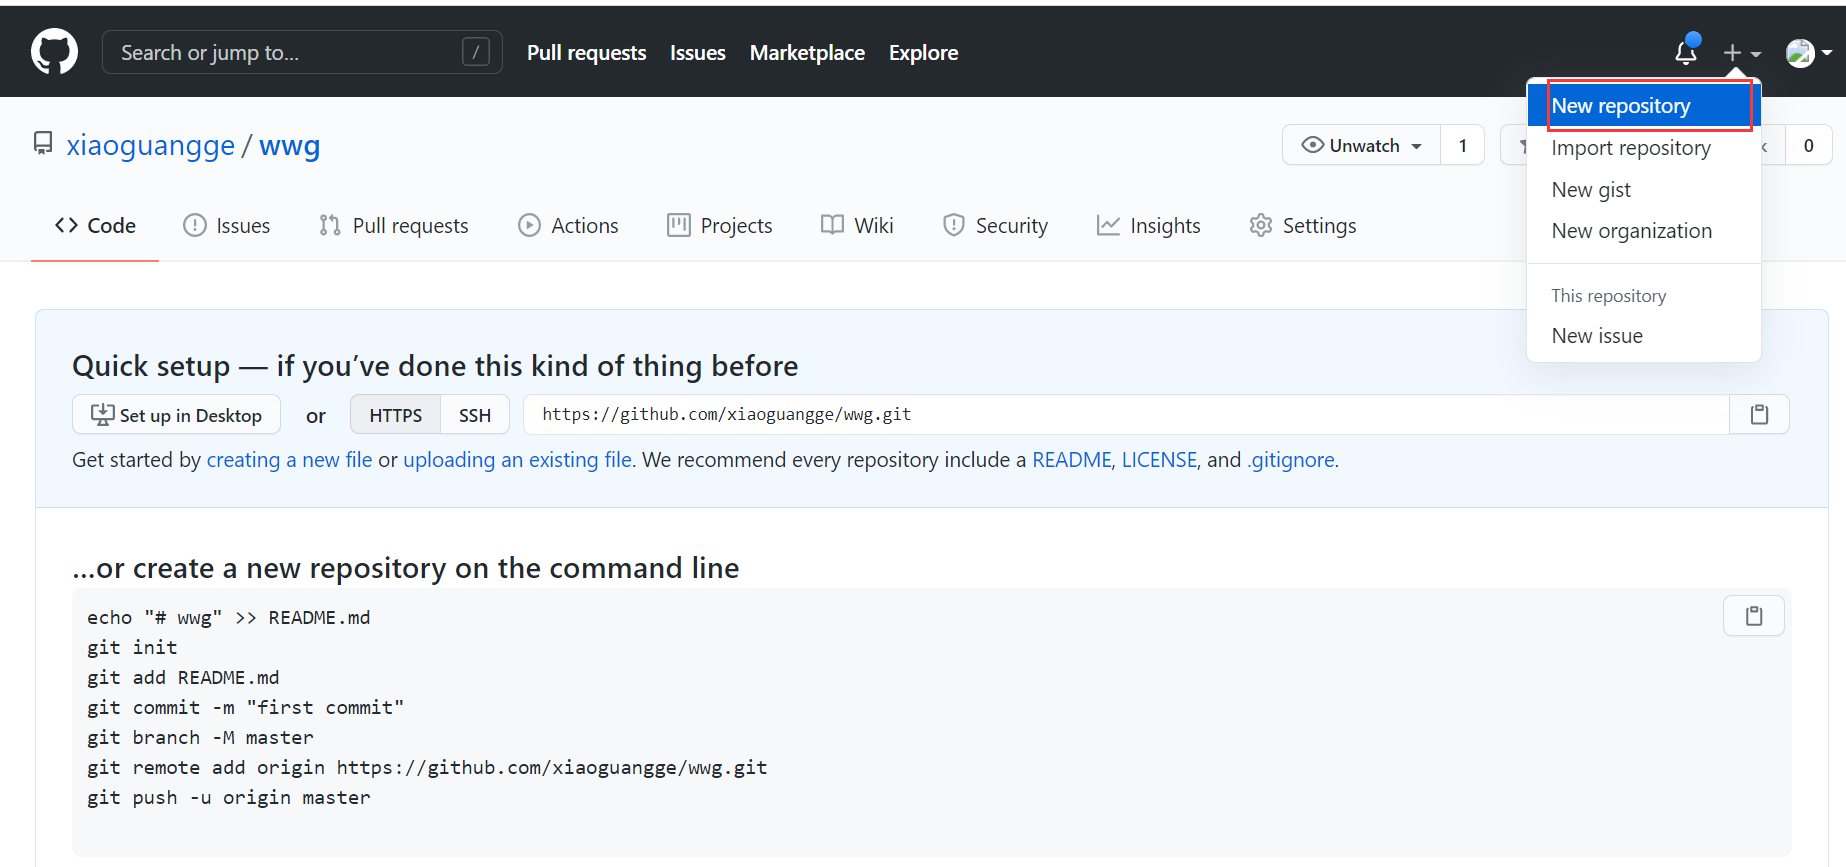 Search or jump to... / Pull requests Issues Marketplace Explore
New repository
Import repository
New gist
New organization
This repository
New issue
xiaoguangge / wwg
Unwatch 1
0
Code Issues Pull requests Actions Projects Wiki Security Insights Settings
Quick setup — if you’ve done this kind of thing before
Set up in Desktop or HTTPS SSH https://github.com/xiaoguangge/wwg.git
Get started by creating a new file or uploading an existing file. We recommend every repository include a README, LICENSE, and .gitignore.
…or create a new repository on the command line
echo "# wwg" >> README.md
git init
git add README.md
git commit -m "first commit"
git branch -M master
git remote add origin https://github.com/xiaoguangge/wwg.git
git push -u origin master